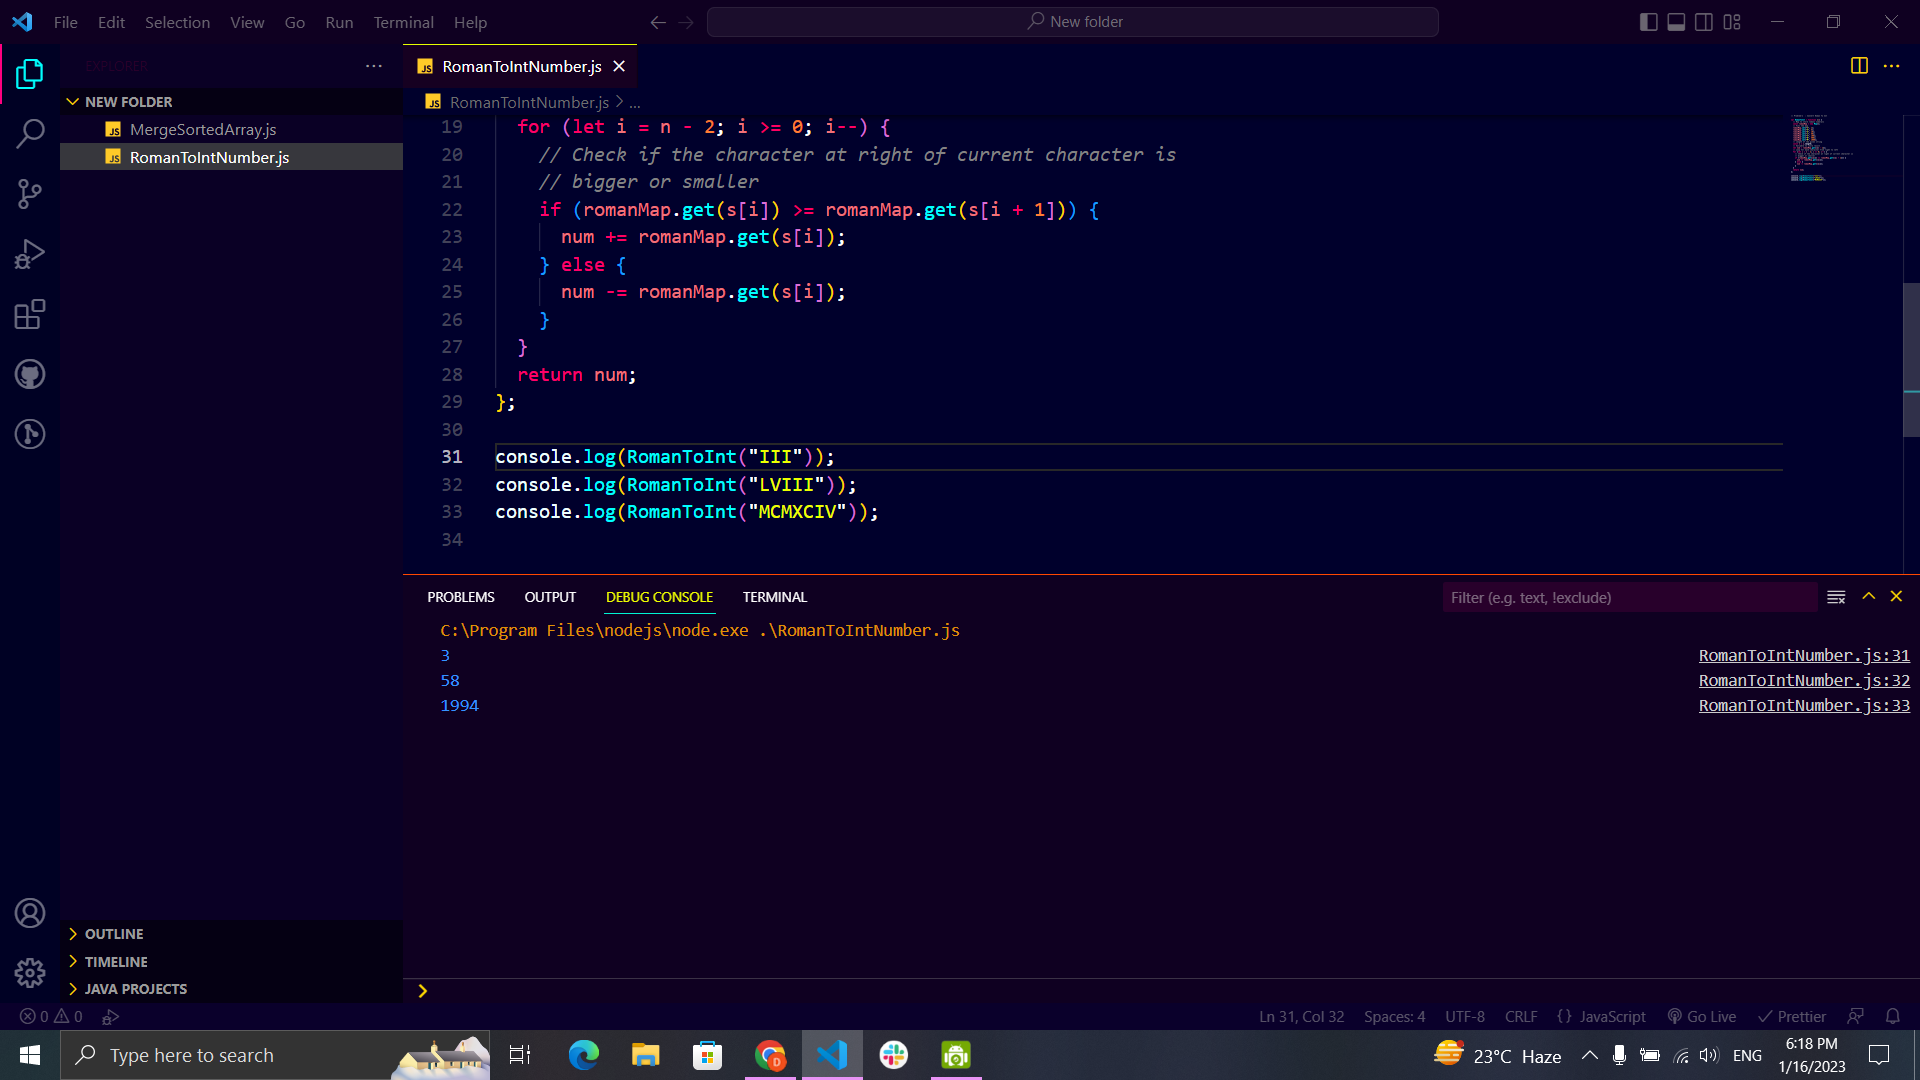 File Edit Selection View Go Run Terminal Help
New folder
EXPLORER
RomanToIntNumber.js
NEW FOLDER
MergeSortedArray.js
RomanToIntNumber.js
RomanToIntNumber.js > ...
19 for (let i = n - 2; i >= 0; i--) {
20 // Check if the character at right of current character is
21 // bigger or smaller
22 if (romanMap.get(s[i]) >= romanMap.get(s[i + 1])) {
23 num += romanMap.get(s[i]);
24 } else {
25 num -= romanMap.get(s[i]);
26 }
27 }
28 return num;
29 };
30
31 console.log(RomanToInt("III"));
32 console.log(RomanToInt("LVIII"));
33 console.log(RomanToInt("MCMXCIV"));
34
PROBLEMS OUTPUT DEBUG CONSOLE TERMINAL
Filter (e.g. text, !exclude)
C:\Program Files\nodejs\node.exe .\RomanToIntNumber.js
3 RomanToIntNumber.js:31
58 RomanToIntNumber.js:32
1994 RomanToIntNumber.js:33
OUTLINE
TIMELINE
JAVA PROJECTS
0 0
Ln 31, Col 32 Spaces: 4 UTF-8 CRLF {} JavaScript Go Live Prettier
Type here to search
23°C Haze
ENG
6:18 PM
1/16/2023